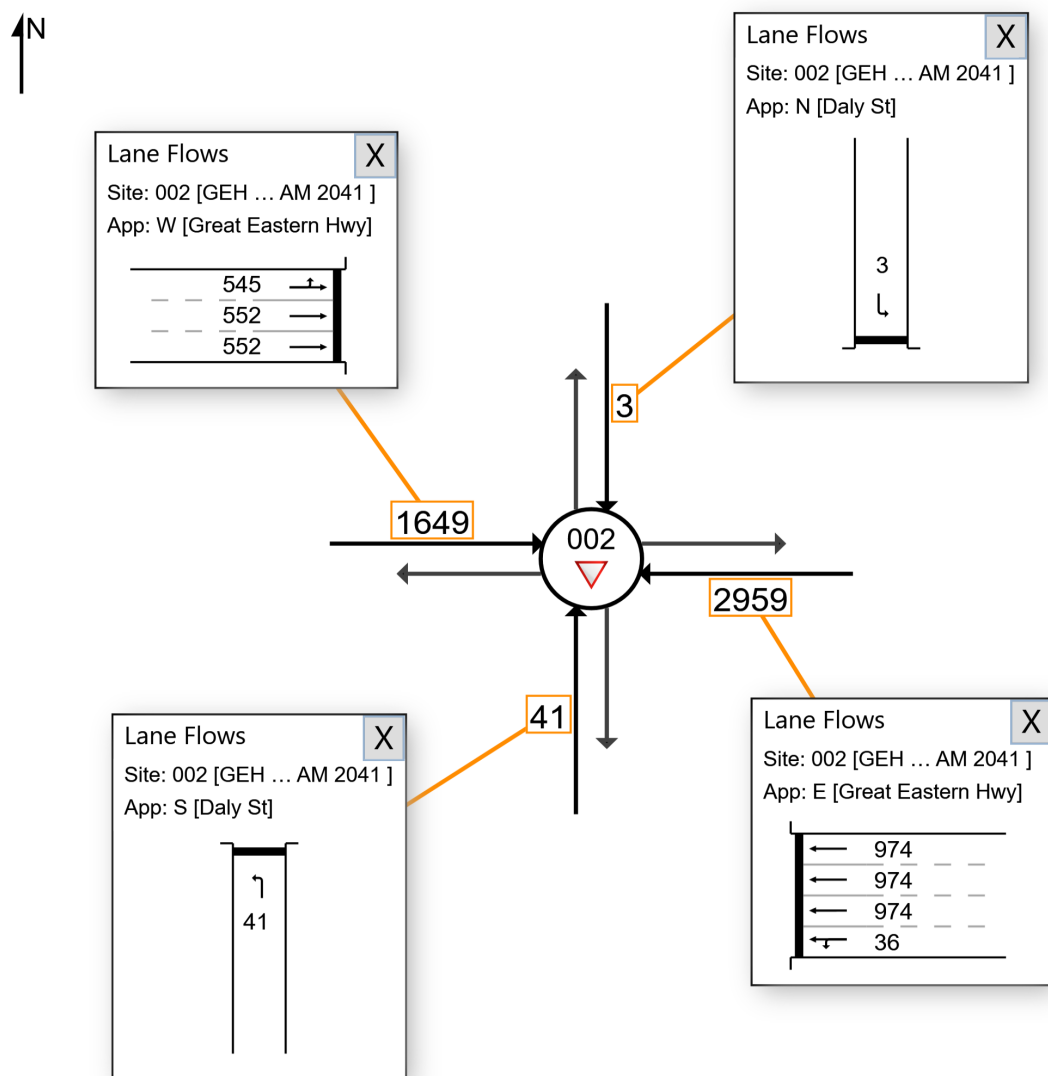 N
Lane Flows
X
Site: 002 [GEH ... AM 2041 ]
App: N [Daly St]
3
Lane Flows
X
Site: 002 [GEH ... AM 2041 ]
App: W [Great Eastern Hwy]
545
552
552
3
1649
002
2959
41
Lane Flows
X
Site: 002 [GEH ... AM 2041 ]
App: S [Daly St]
41
Lane Flows
X
Site: 002 [GEH ... AM 2041 ]
App: E [Great Eastern Hwy]
974
974
974
36